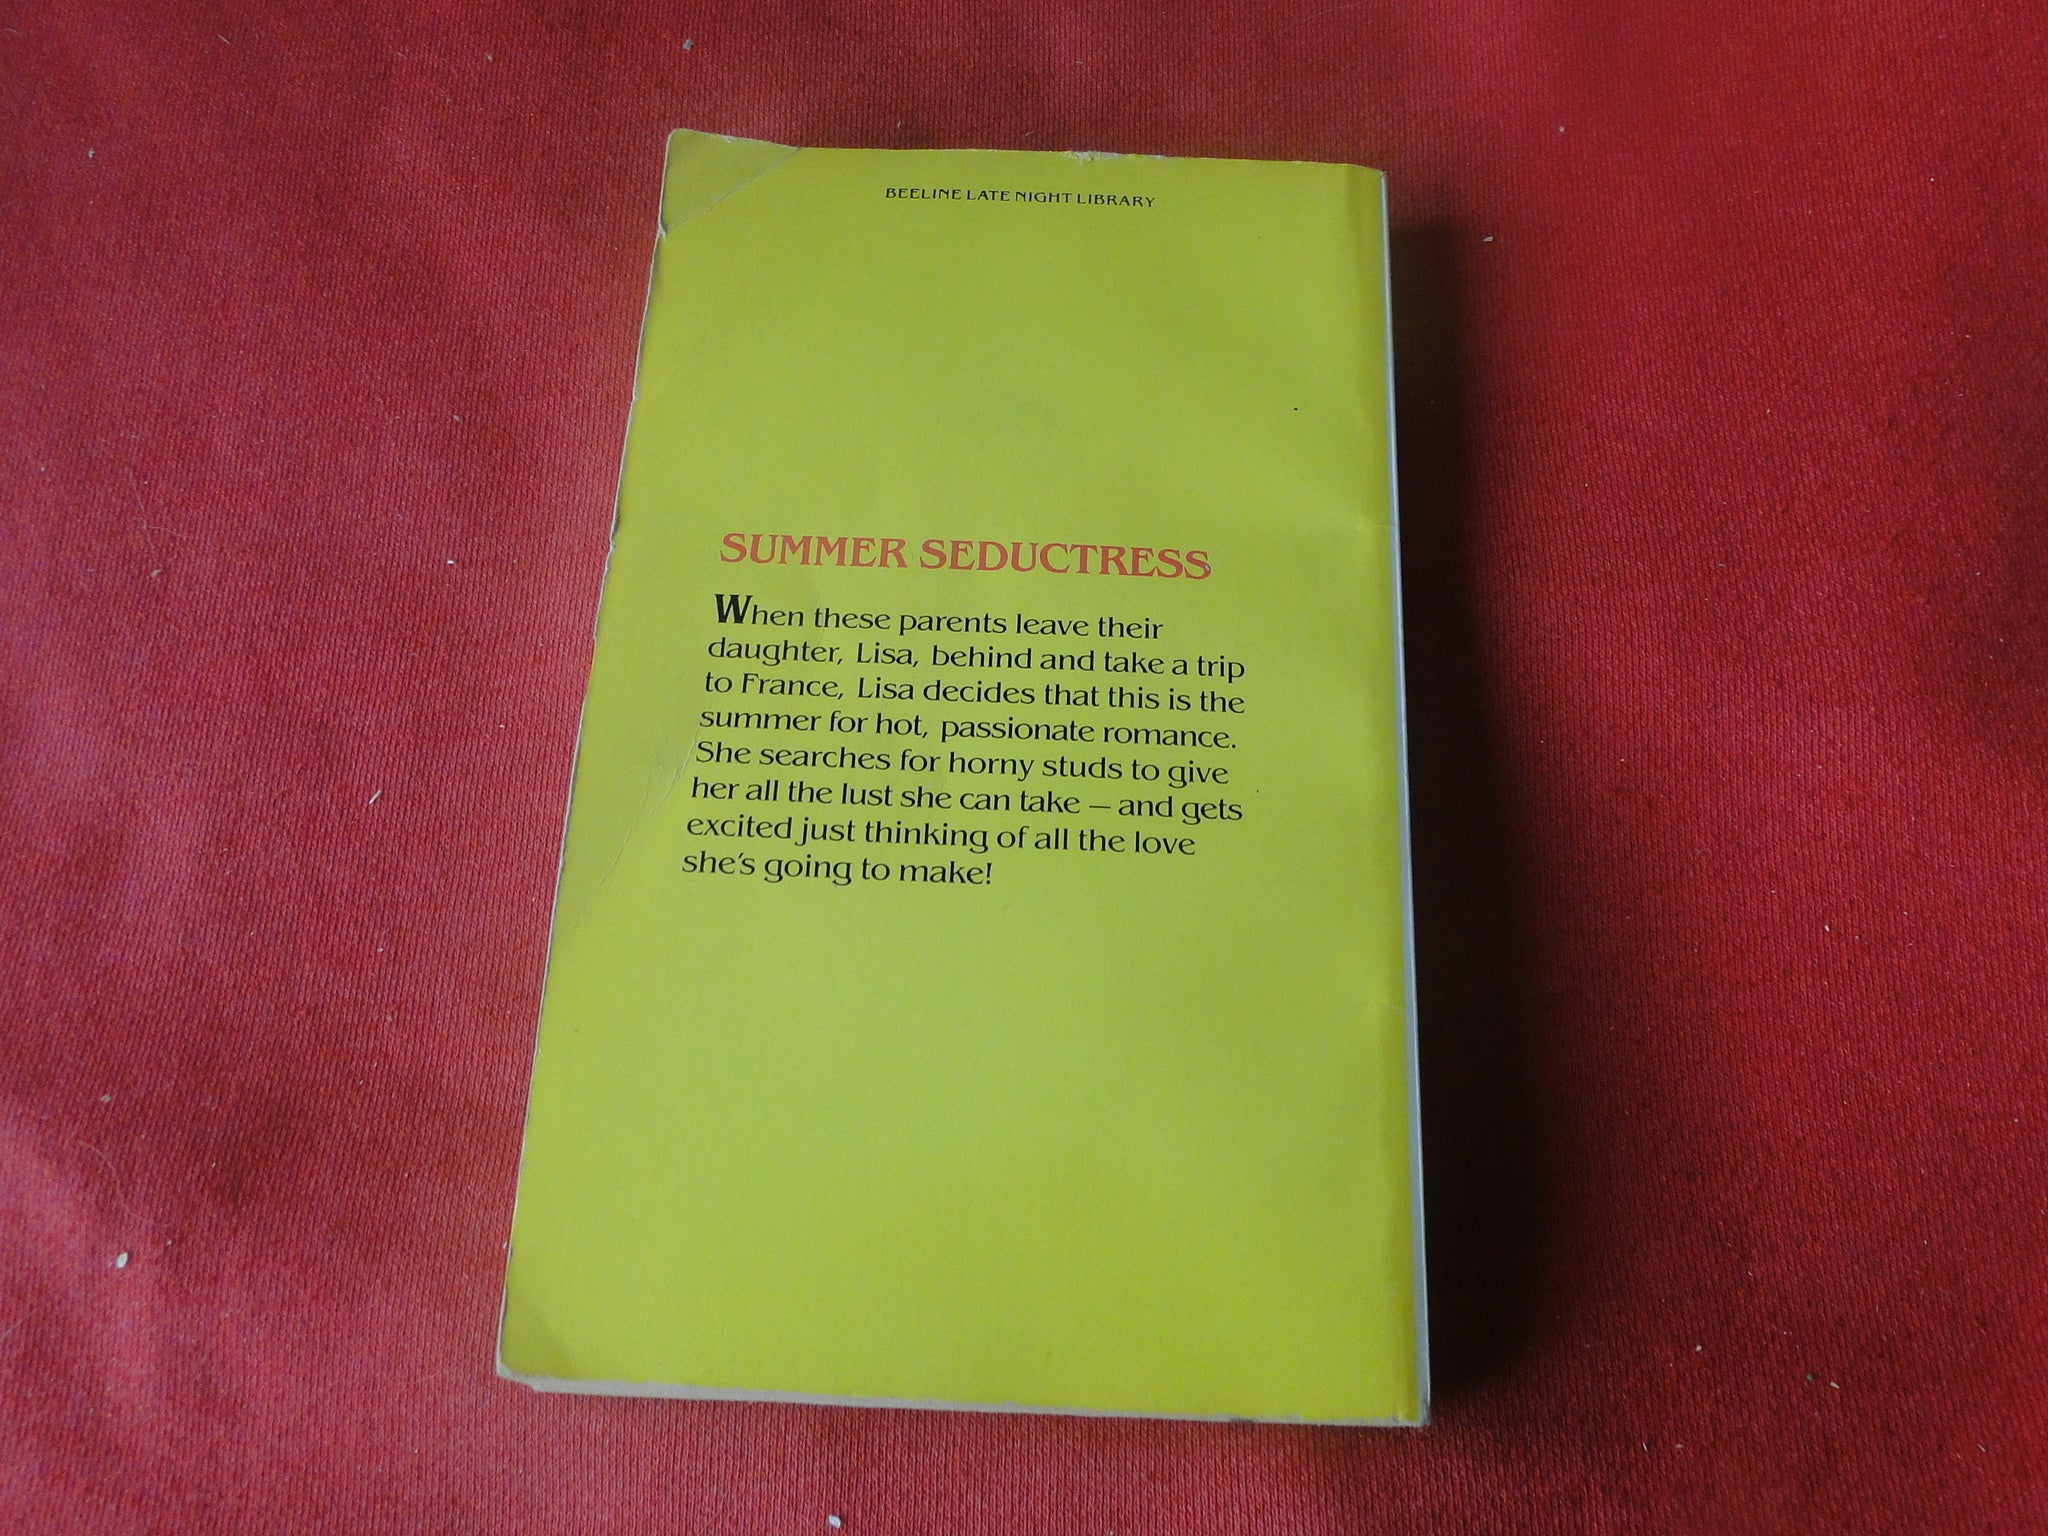 BEELINE LATE NIGHT LIBRARY
SUMMER SEDUCTRESS
When these parents leave their
daughter, Lisa, behind and take a trip
to France, Lisa decides that this is the
summer for hot, passionate romance.
She searches for horny studs to give
her all the lust she can take — and gets
excited just thinking of all the love
she's going to make!